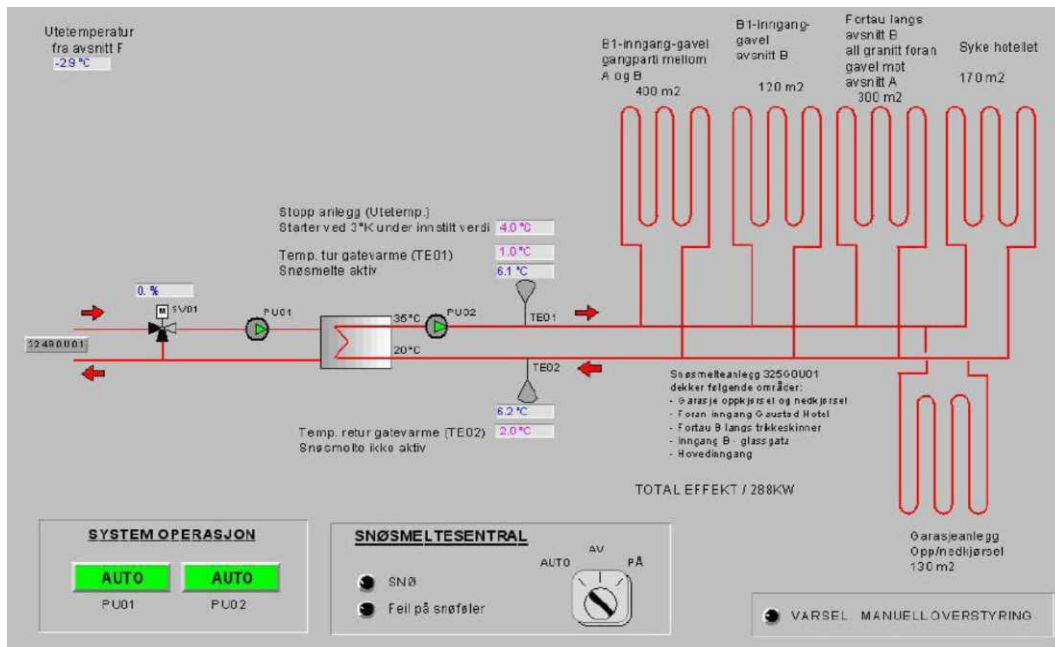 Utetemperatur
fra avsnitt F
-2.9 °C
B1-inngang-gavel
gangparti mellom
A og B
400 m2
B1-inngang-
gavel
avsnitt B
120 m2
Fortau langs
avsnitt B
all granitt foran
gavel mot
avsnitt A
300 m2
Syke hotellet
170 m2
Stopp anlegg (Utetemp.)
Starter ved 3°K under innstilt verdi 4.0 °C
Temp. tur gatevarme (TE01) 1.0 °C
Snøsmelte aktiv 6.1 °C
0. %
M SV01
PU01
35°C
PU02
TE01
20°C
TE02
6.2 °C
Temp. retur gatevarme (TE02) 2.0 °C
Snøsmolto ikke aktiv
Snøsmelteanlegg
dekker følgende områder:
- Garasje oppkjørsel og nedkjørsel
- Foran inngang Gaustad Hotel
- Fortau B langs trikkeskinner
- Inngang B - glassgata
- Hovedinngang
TOTAL EFFEKT / 288KW
Garasjeanlegg
Opp/nedkjørsel
130 m2
SYSTEM OPERASJON
AUTO AUTO
PU01 PU02
SNØSMELTESENTRAL
SNØ
Feil på snøføler
AUTO AV PÅ
VARSEL MANUELL OVERSTYRING